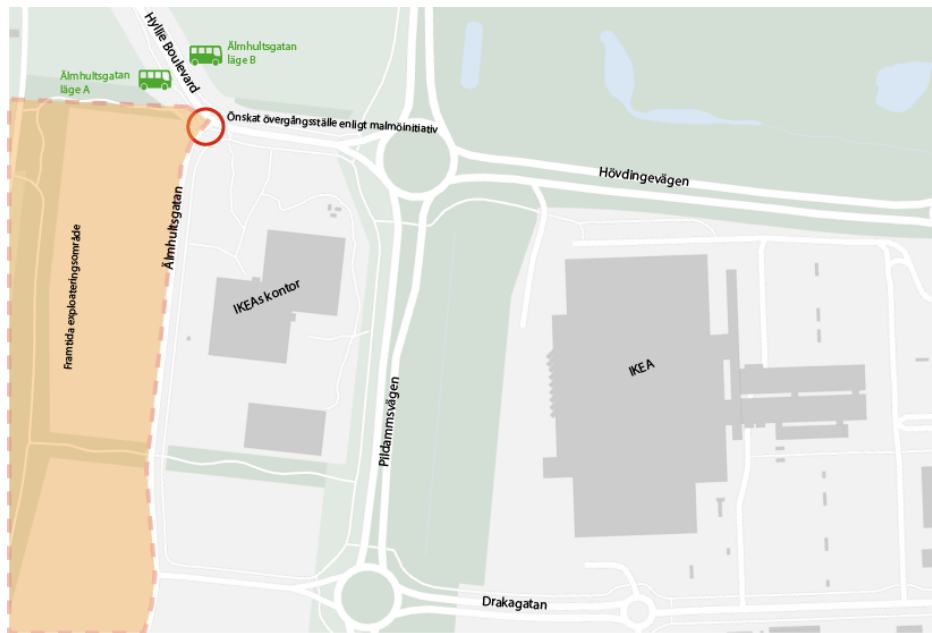 Hyllie Boulevard
Älmhultsgatan
läge B
Älmhultsgatan
läge A
Önskat övergångsställe enligt malmöinitiativ
Hövdingevägen
Älmhultsgatan
Framtida exploateringsområde
IKEAs kontor
IKEA
Pildammsvägen
Drakagatan